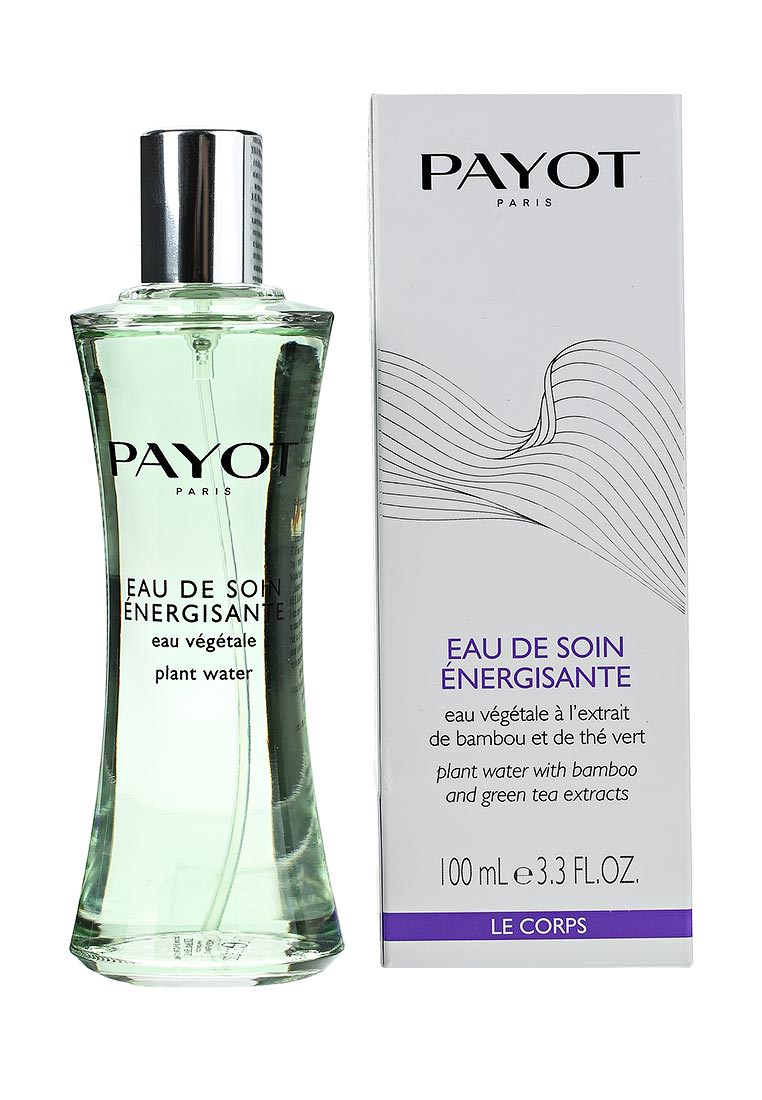 PAYOT
PARIS
EAU DE SOIN
ÉNERGISANTE
eau végétale
plant water
PAYOT
PARIS
EAU DE SOIN
ÉNERGISANTE
eau végétale à l'extrait
de bambou et de thé vert
plant water with bamboo
and green tea extracts
100 mL e 3.3 FL.OZ.
LE CORPS